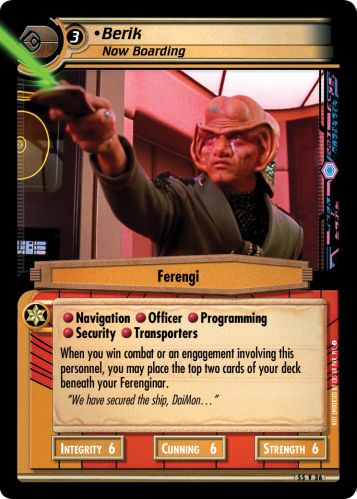 3
•Berik
Now Boarding
Ferengi
Navigation Officer Programming
Security Transporters
When you win combat or an engagement involving this
personnel, you may place the top two cards of your deck
beneath your Ferenginar.
"We have secured the ship, DaiMon…"
INTEGRITY 6 CUNNING 6 STRENGTH 6
55 V 36